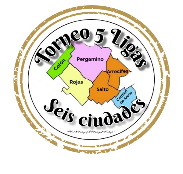 Torneo 5 Ligas
Colón
Pergamino
Arrecifes
Rojas
Salto
Seis ciudades